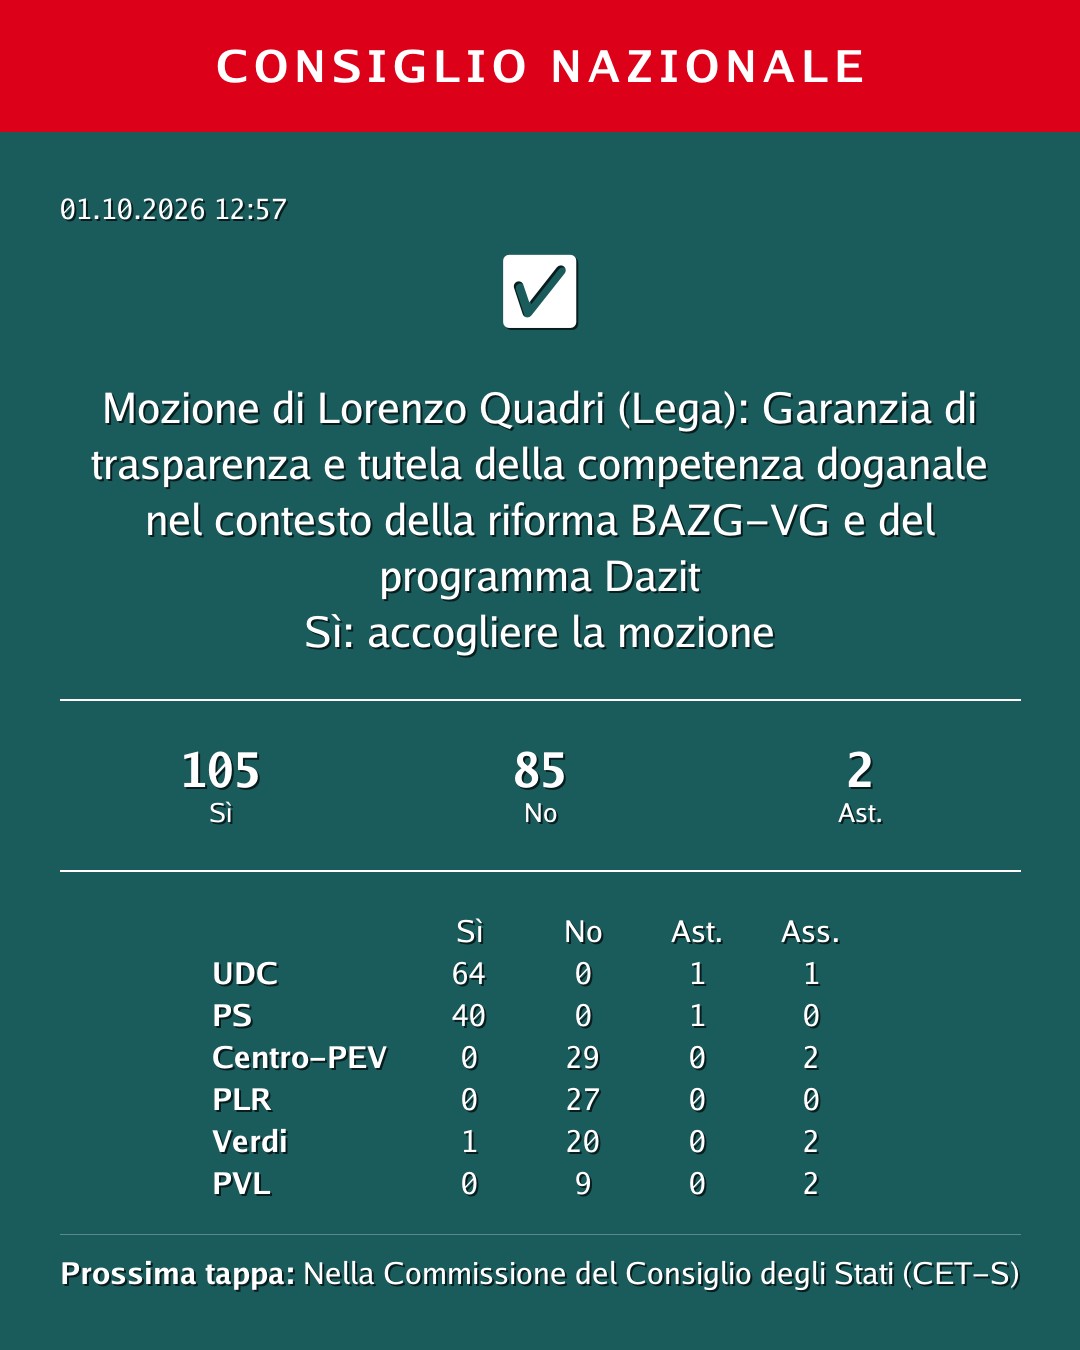 CONSIGLIO NAZIONALE
01.10.2026 12:57
Mozione di Lorenzo Quadri (Lega): Garanzia di
trasparenza e tutela della competenza doganale
nel contesto della riforma BAZG-VG e del
programma Dazit
Sì: accogliere la mozione
105 85 2
Sì No Ast.
Sì No Ast. Ass.
UDC 64 0 1 1
PS 40 0 1 0
Centro-PEV 0 29 0 2
PLR 0 27 0 0
Verdi 1 20 0 2
PVL 0 9 0 2
Prossima tappa: Nella Commissione del Consiglio degli Stati (CET-S)